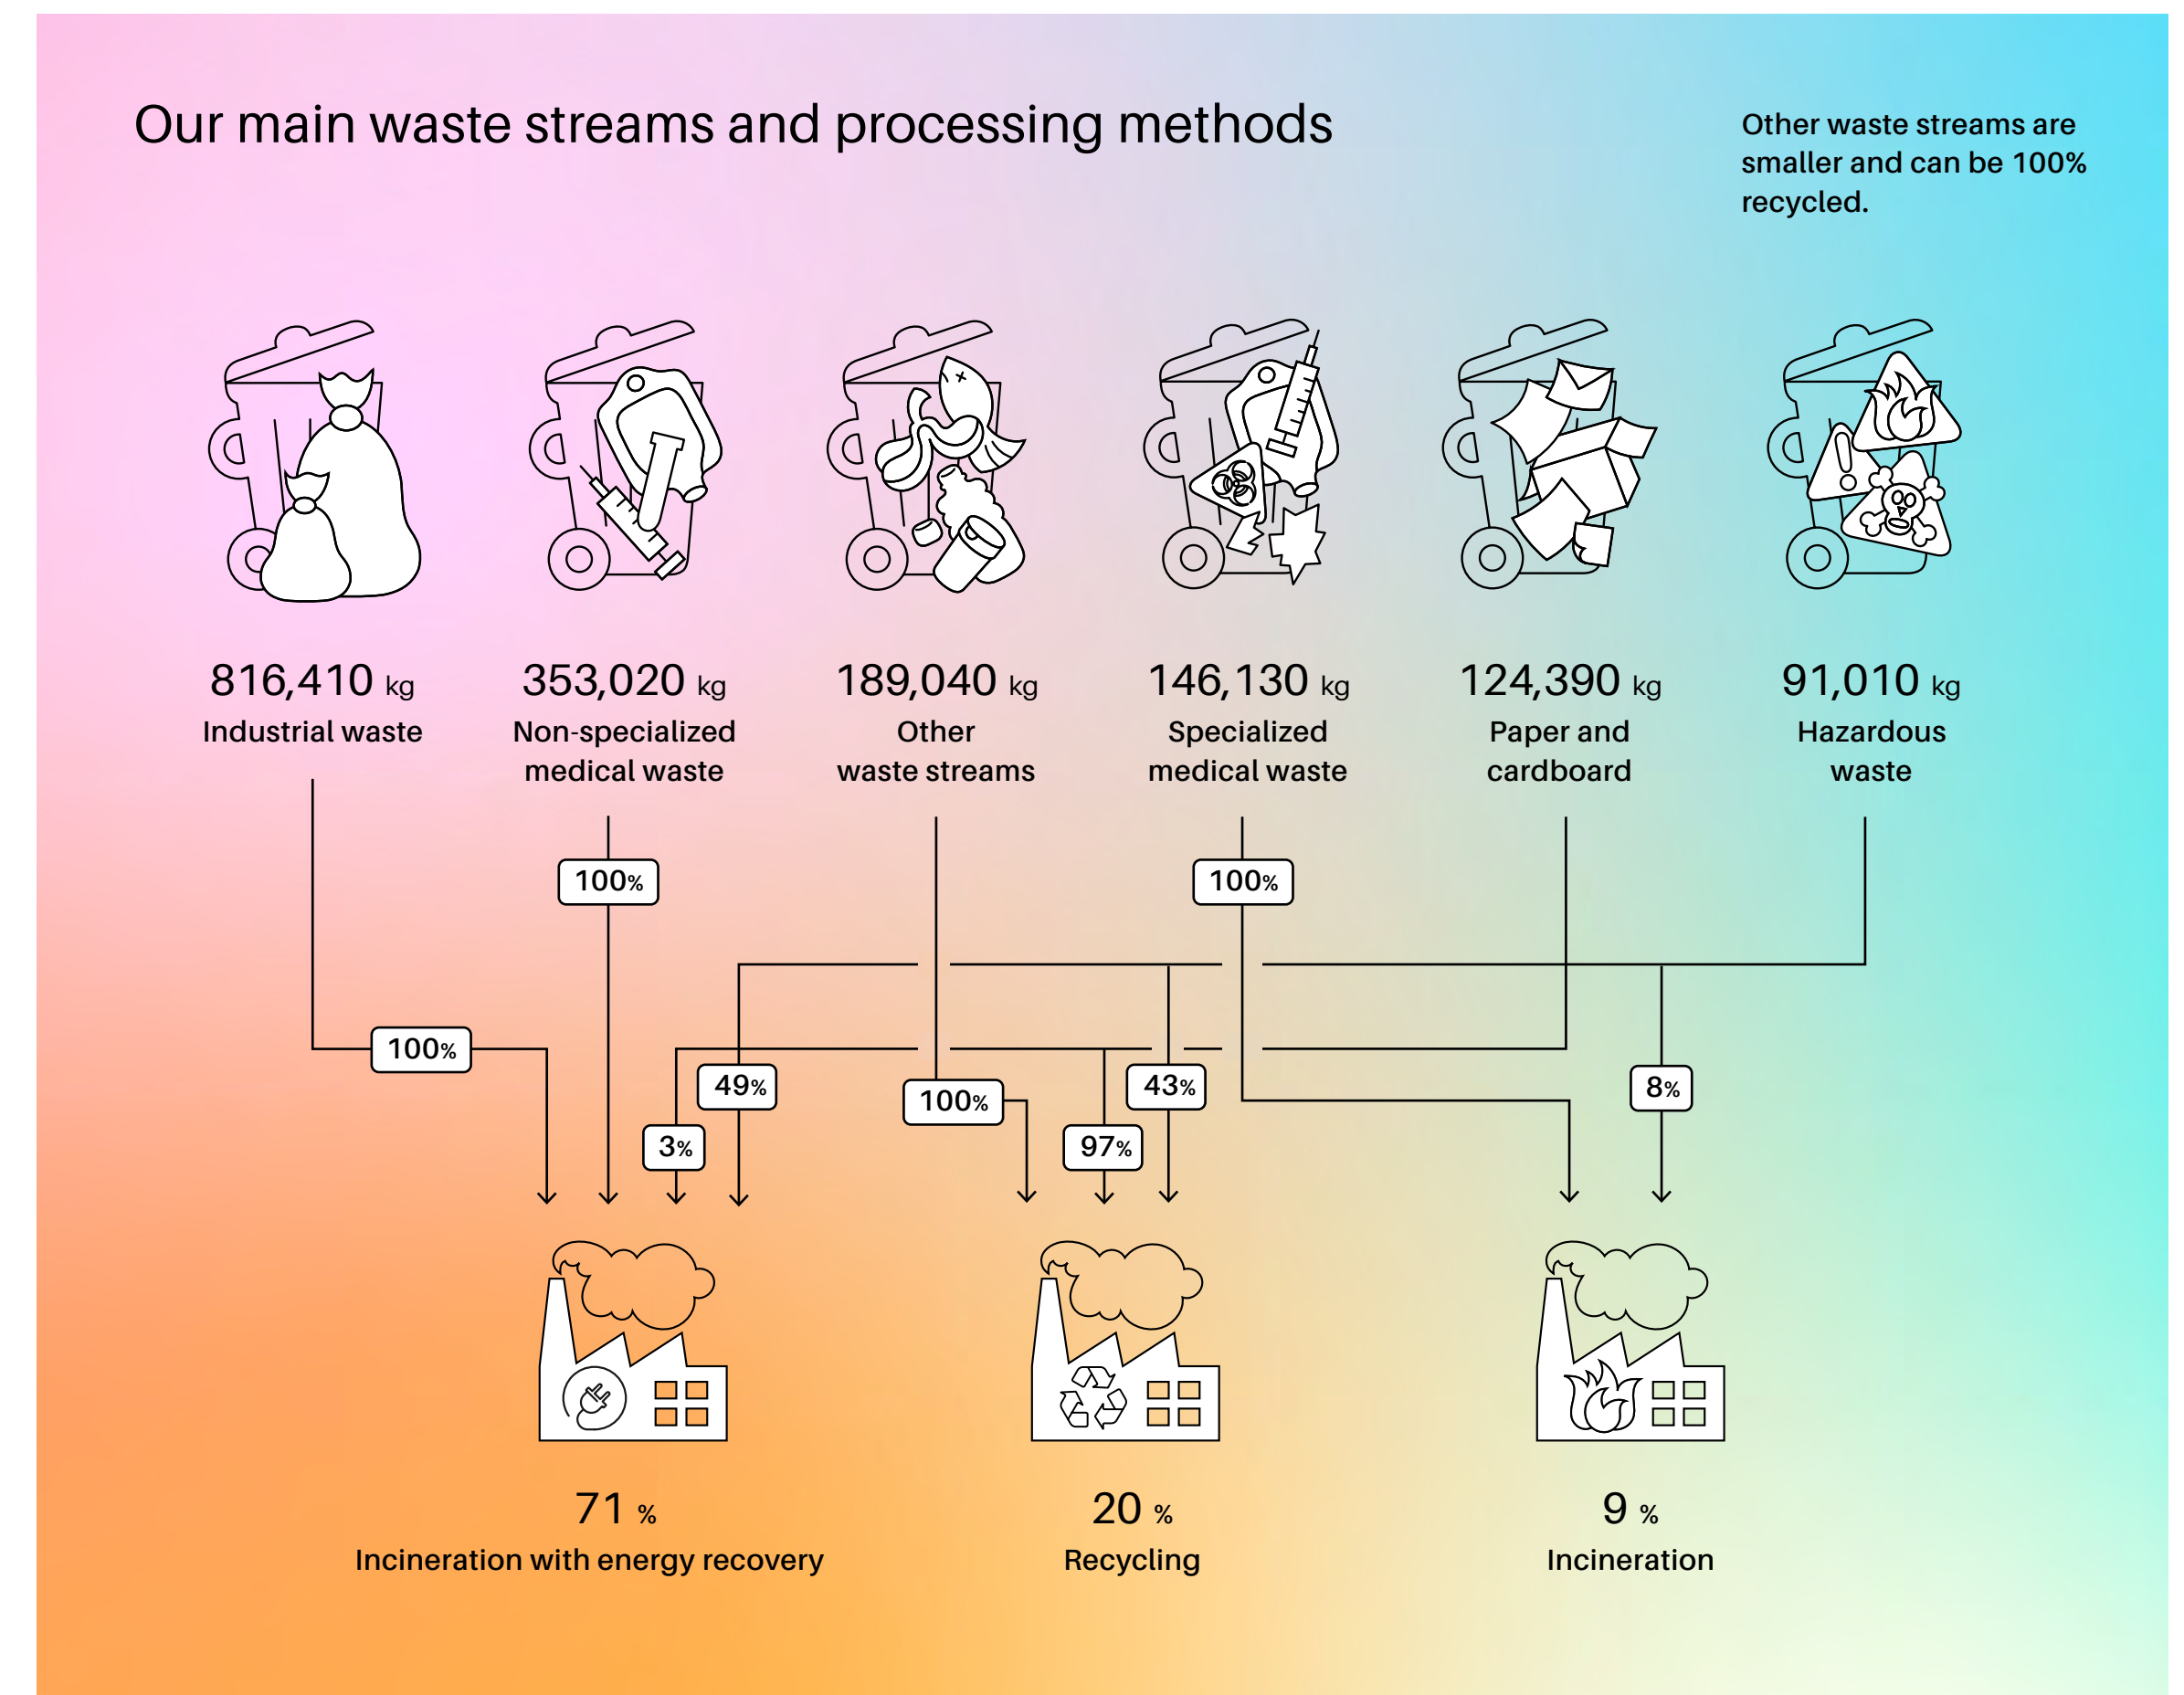 Our main waste streams and processing methods
Other waste streams are
smaller and can be 100%
recycled.
816,410 kg
Industrial waste
353,020 kg
Non-specialized
medical waste
189,040 kg
Other
waste streams
146,130 kg
Specialized
medical waste
124,390 kg
Paper and
cardboard
91,010 kg
Hazardous
waste
100%
100%
100%
49%
100%
43%
8%
3%
97%
71 %
Incineration with energy recovery
20 %
Recycling
9 %
Incineration